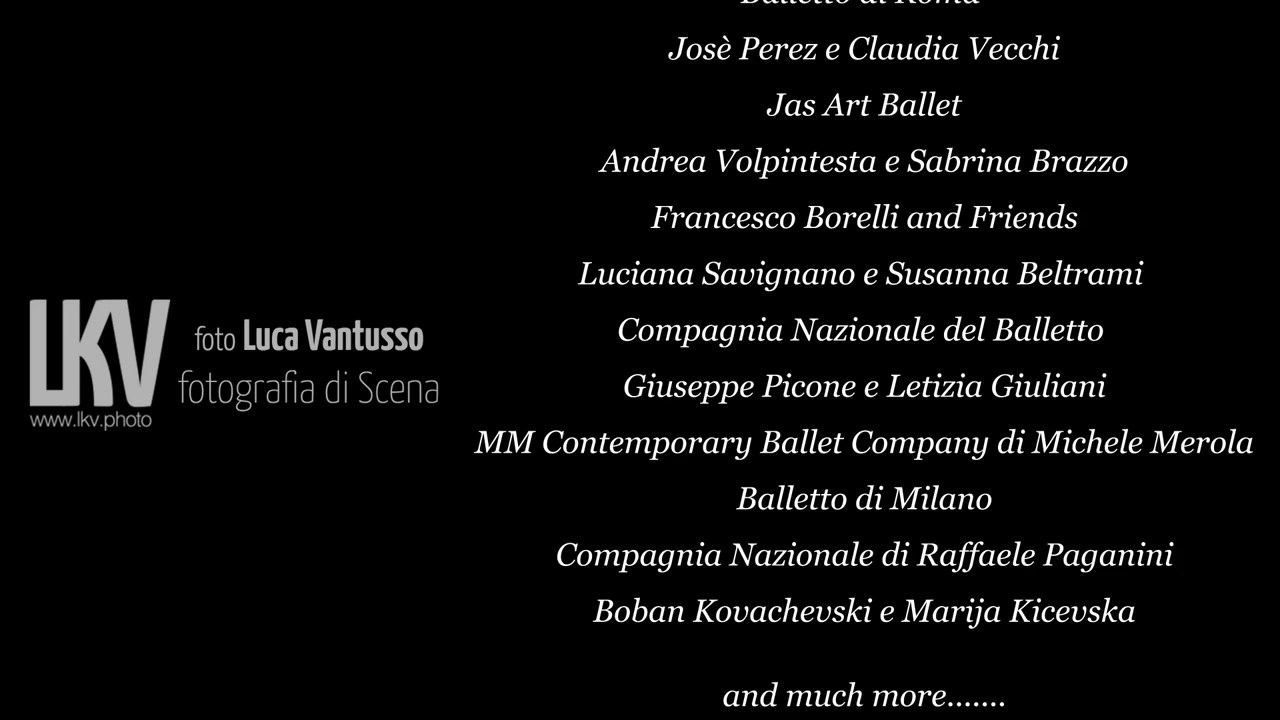 Balletto di Roma
Josè Perez e Claudia Vecchi
Jas Art Ballet
Andrea Volpintesta e Sabrina Brazzo
Francesco Borelli and Friends
Luciana Savignano e Susanna Beltrami
Compagnia Nazionale del Balletto
Giuseppe Picone e Letizia Giuliani
MM Contemporary Ballet Company di Michele Merola
Balletto di Milano
Compagnia Nazionale di Raffaele Paganini
Boban Kovachevski e Marija Kicevska
and much more.......
LKV
foto Luca Vantusso
fotografia di Scena
www.lkv.photo